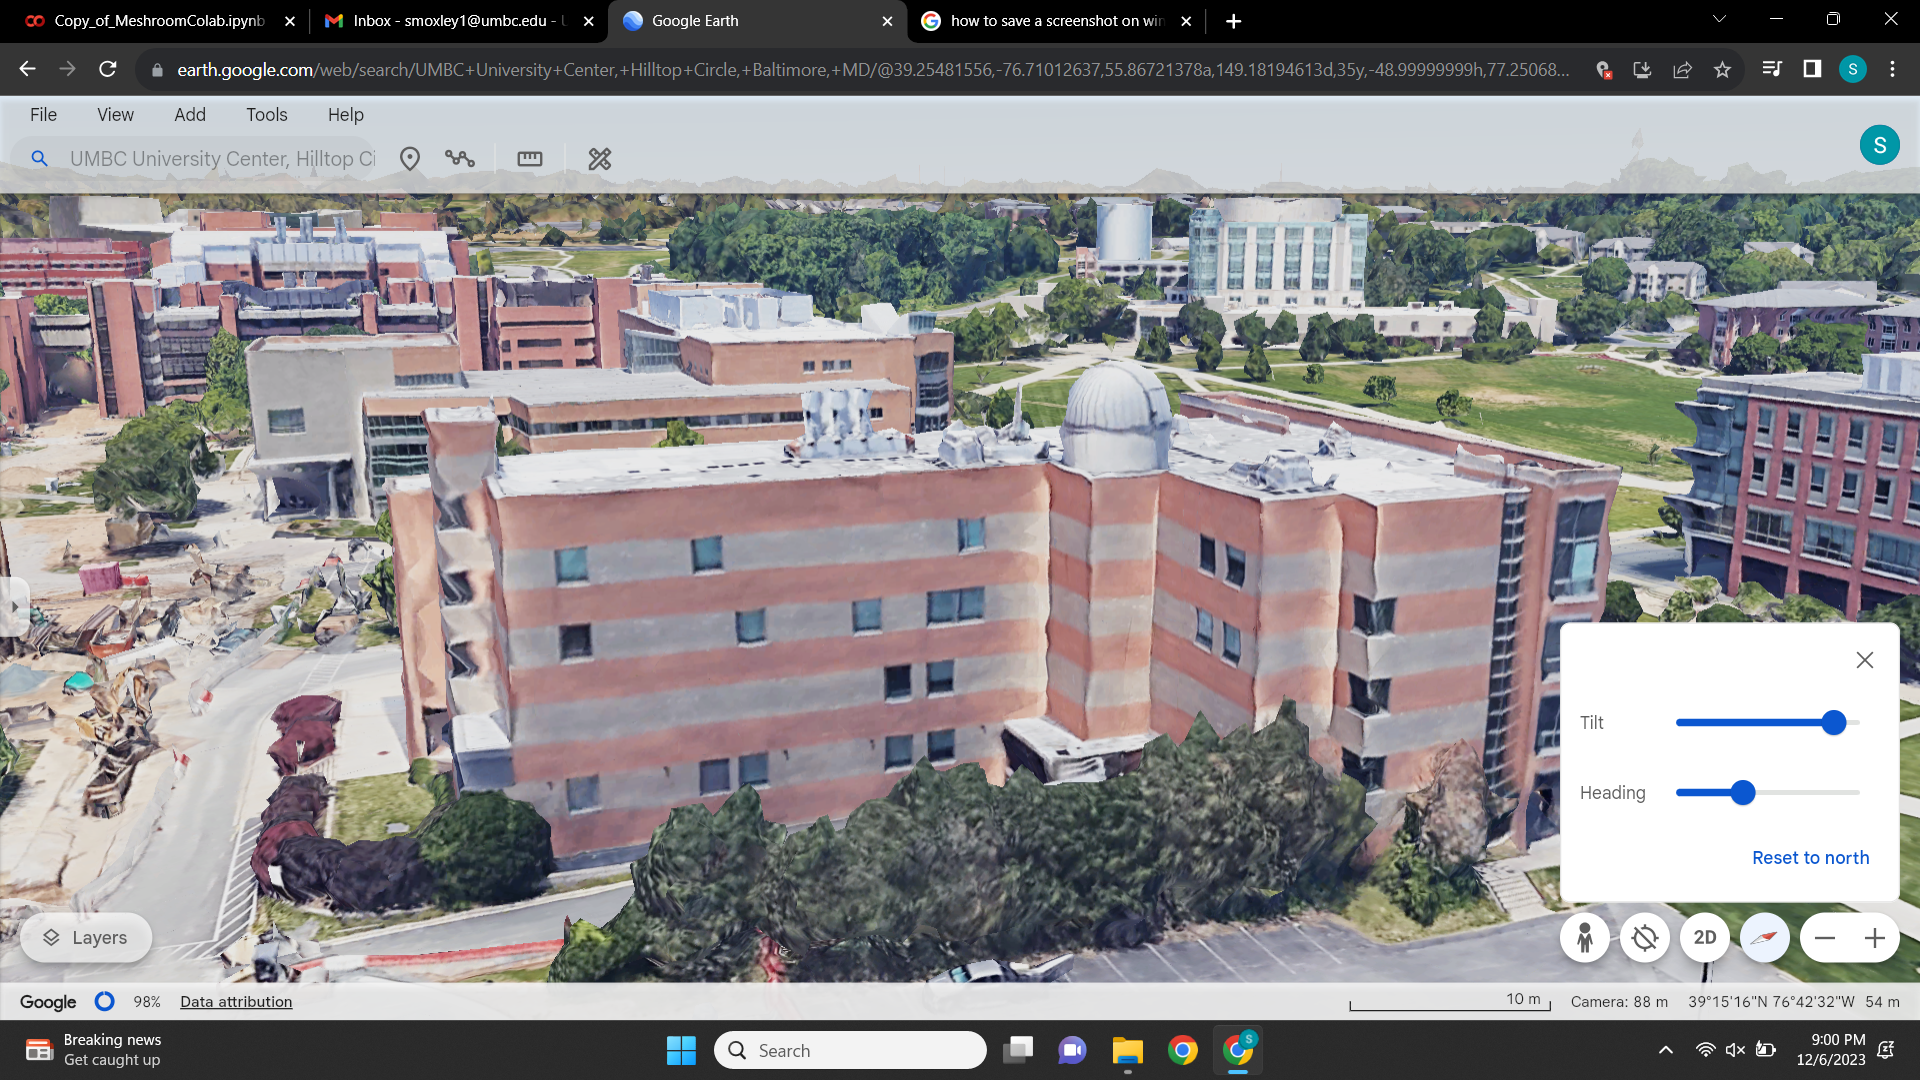 Copy_of_MeshroomColab.ipynb
Inbox - smoxley1@umbc.edu - U
Google Earth
how to save a screenshot on win
earth.google.com/web/search/UMBC+University+Center,+Hilltop+Circle,+Baltimore,+MD/@39.25481556,-76.71012637,55.86721378a,149.18194613d,35y,-48.99999999h,77.25068...
S
File View Add Tools Help
UMBC University Center, Hilltop Ci
S
Tilt
Heading
Reset to north
Layers
2D
Google 98% Data attribution
10 m
Camera: 88 m 39°15'16"N 76°42'32"W 54 m
Breaking news
Get caught up
Search
S
9:00 PM
12/6/2023